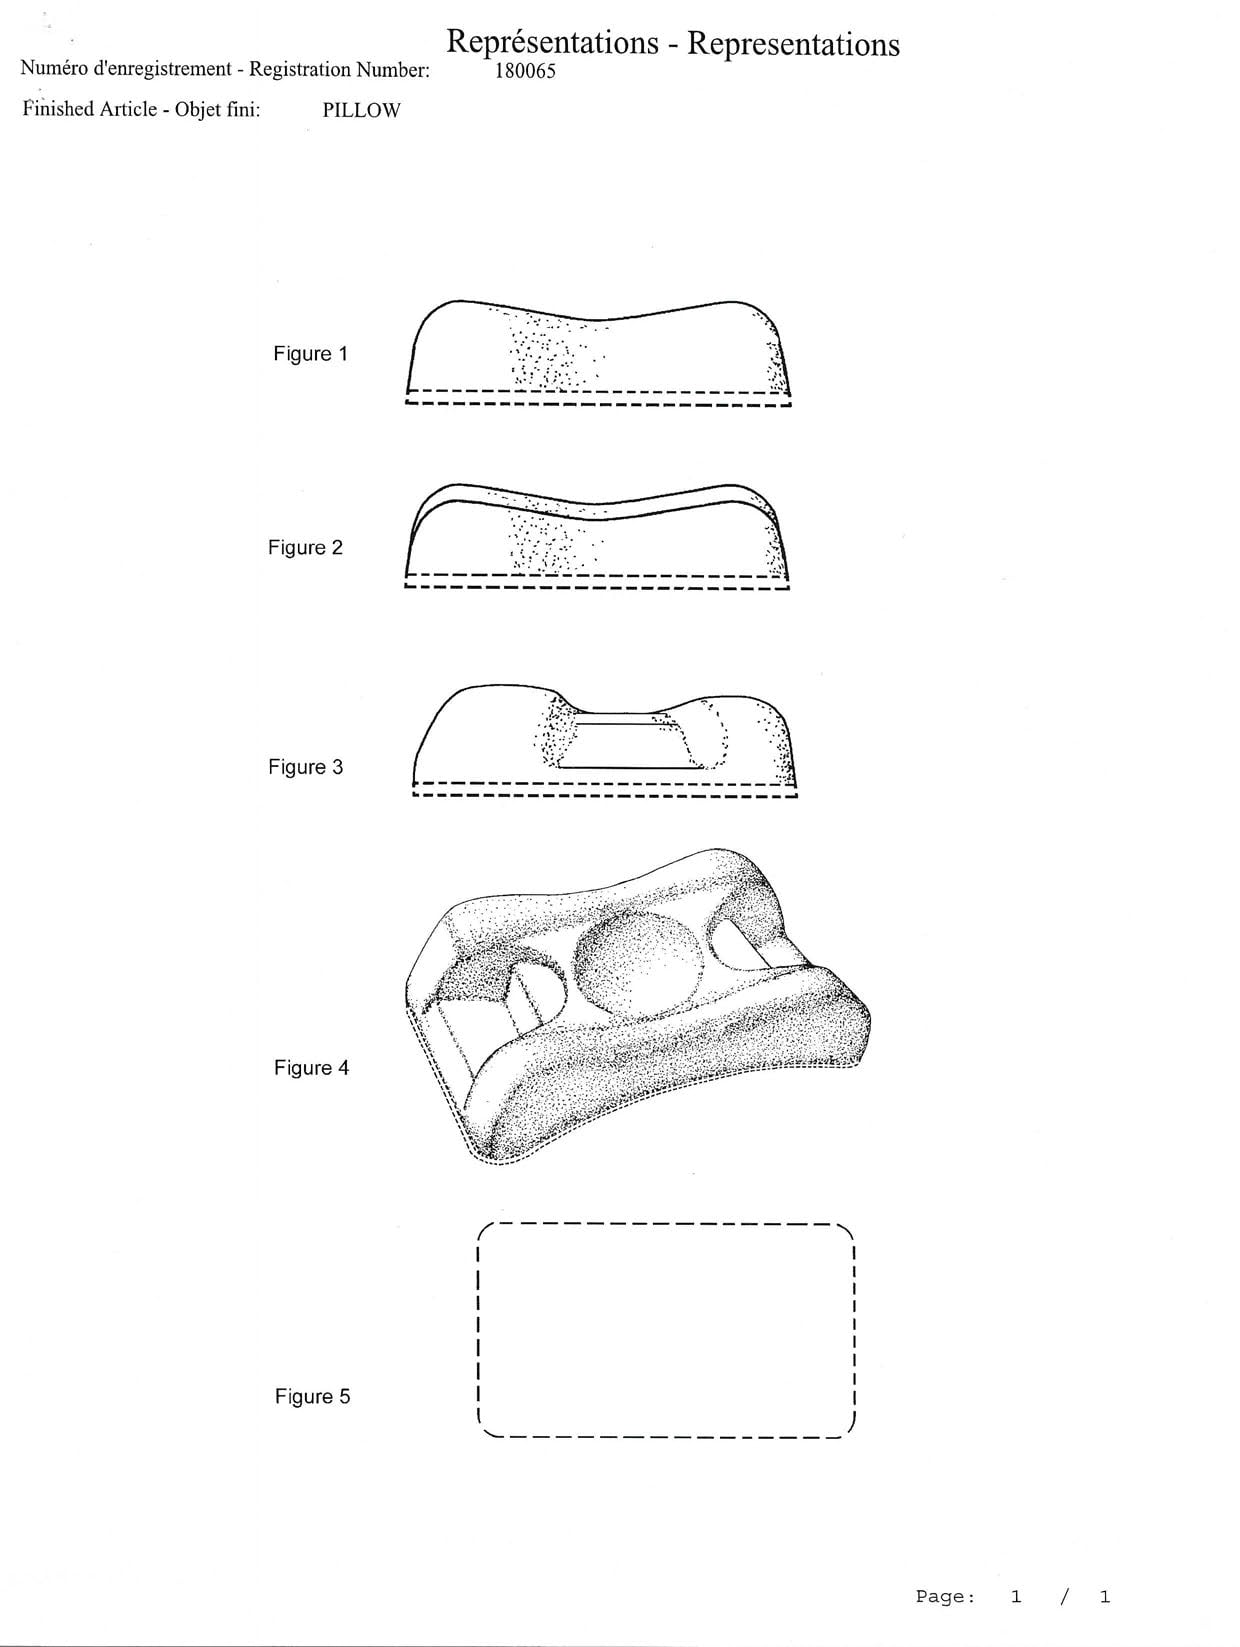 Représentations - Representations
Numéro d'enregistrement - Registration Number: 180065
Finished Article - Objet fini: PILLOW
Figure 1
Figure 2
Figure 3
Figure 4
Figure 5
Page: 1 / 1